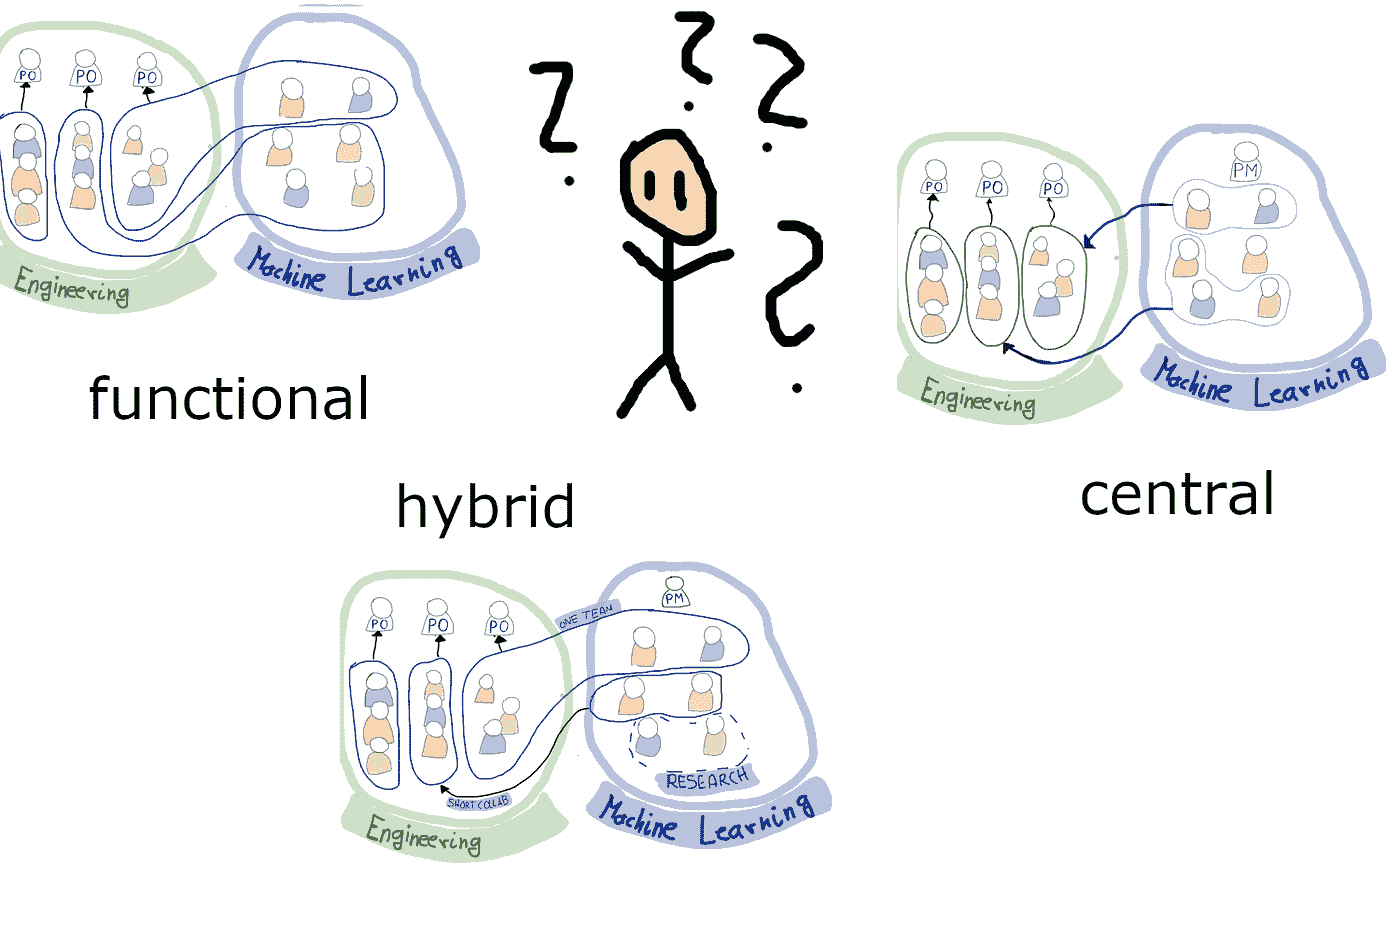 PO PO PO
Engineering
Machine Learning
functional
? ? ? ?
PO PO PO
PM
Engineering
Machine Learning
central
hybrid
PO PO PO
PM
ONE TEAM
SHORT COLLAB
RESEARCH
Engineering
Machine Learning